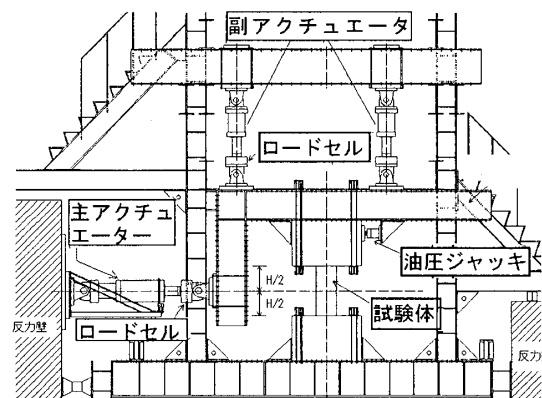 副アクチュエータ
ロードセル
主アクチュ
エーター
油圧ジャッキ
H/2
H/2
試験体
ロードセル
反力壁
反力